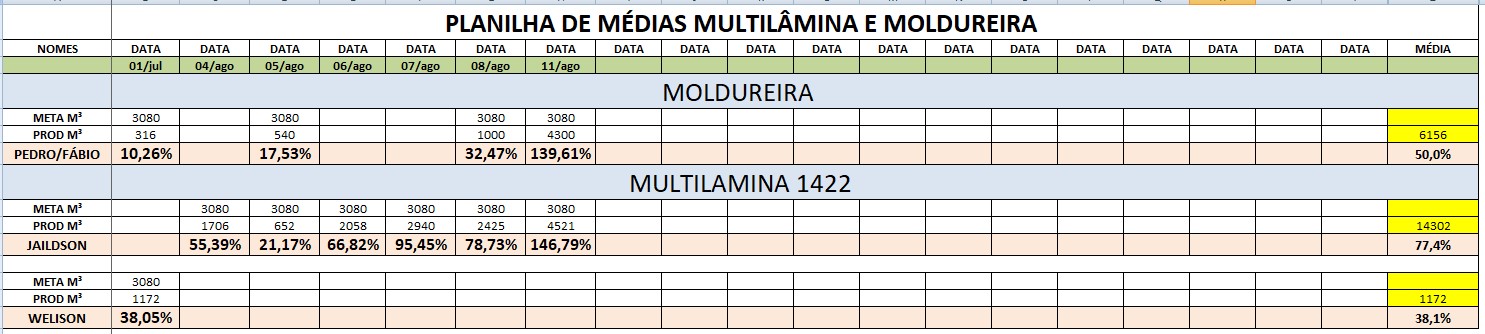 PLANILHA DE MÉDIAS MULTILÂMINA E MOLDUREIRA
NOMES DATA DATA DATA DATA DATA DATA DATA DATA DATA DATA DATA DATA DATA DATA DATA DATA DATA DATA DATA MÉDIA
01/jul 04/ago 05/ago 06/ago 07/ago 08/ago 11/ago
MOLDUREIRA
META M³ 3080 3080 3080 3080
PROD M³ 316 540 1000 4300 6156
PEDRO/FÁBIO 10,26% 17,53% 32,47% 139,61% 50,0%
MULTILAMINA 1422
META M³ 3080 3080 3080 3080 3080 3080
PROD M³ 1706 652 2058 2940 2425 4521 14302
JAILDSON 55,39% 21,17% 66,82% 95,45% 78,73% 146,79% 77,4%
META M³ 3080
PROD M³ 1172 1172
WELISON 38,05% 38,1%